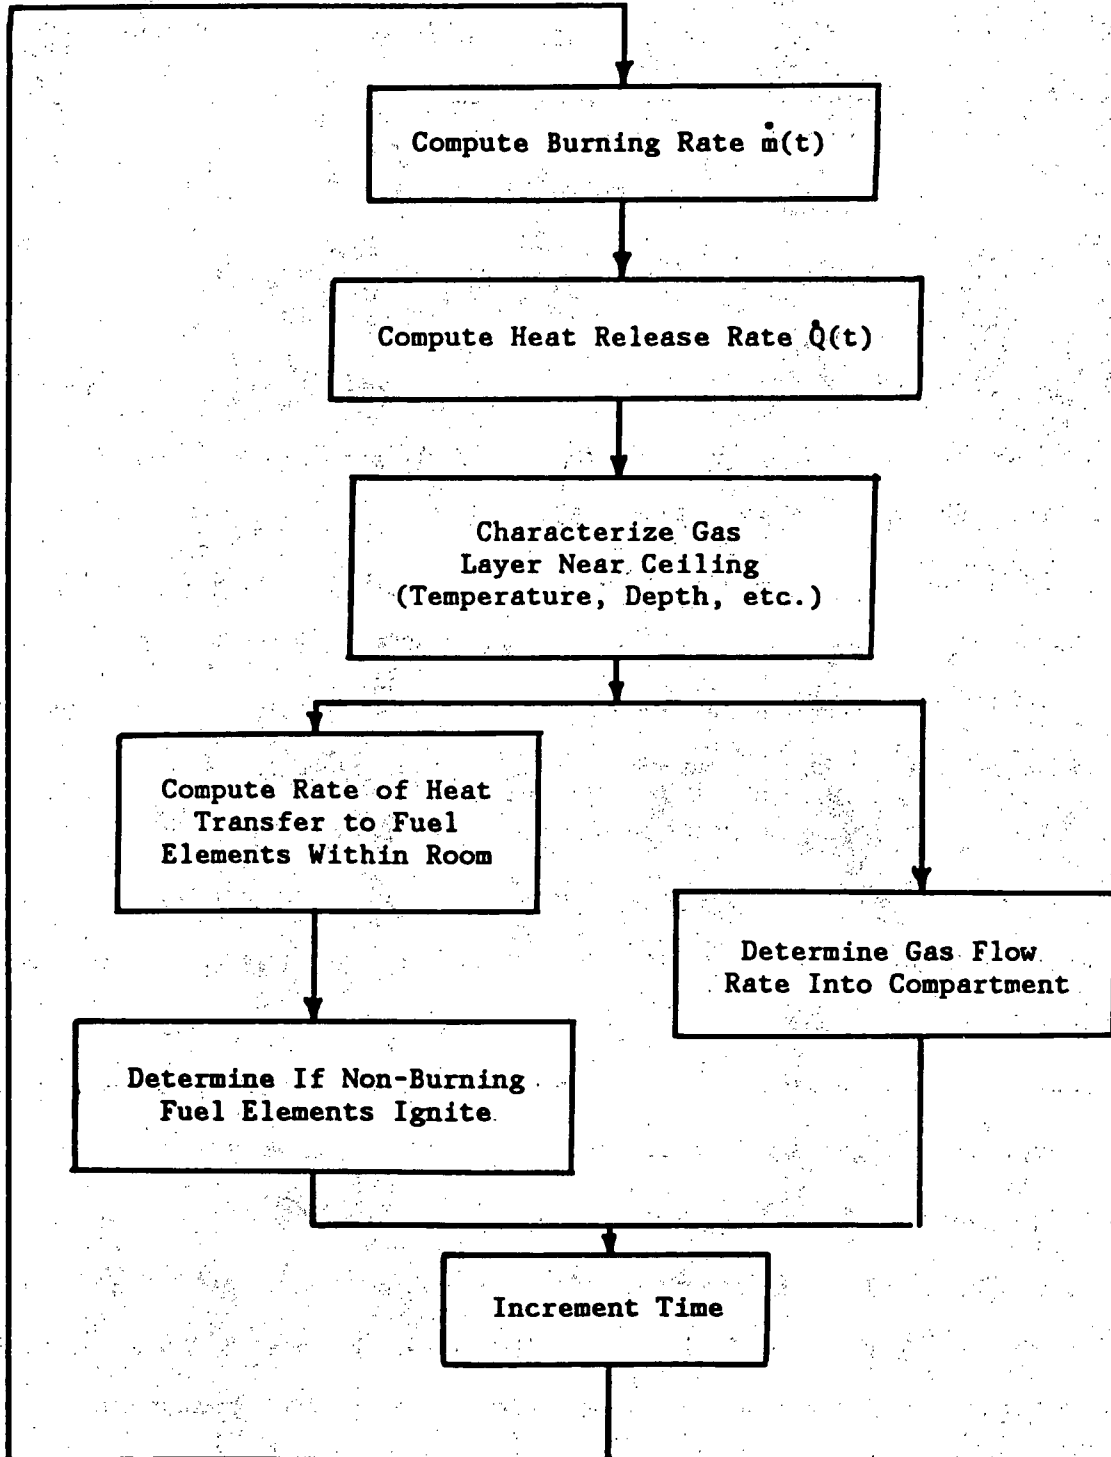 Compute Burning Rate ṁ(t)
Compute Heat Release Rate Q̇(t)
Characterize Gas
Layer Near Ceiling
(Temperature, Depth, etc.)
Compute Rate of Heat
Transfer to Fuel
Elements Within Room
Determine Gas Flow
Rate Into Compartment
Determine If Non-Burning
Fuel Elements Ignite
Increment Time